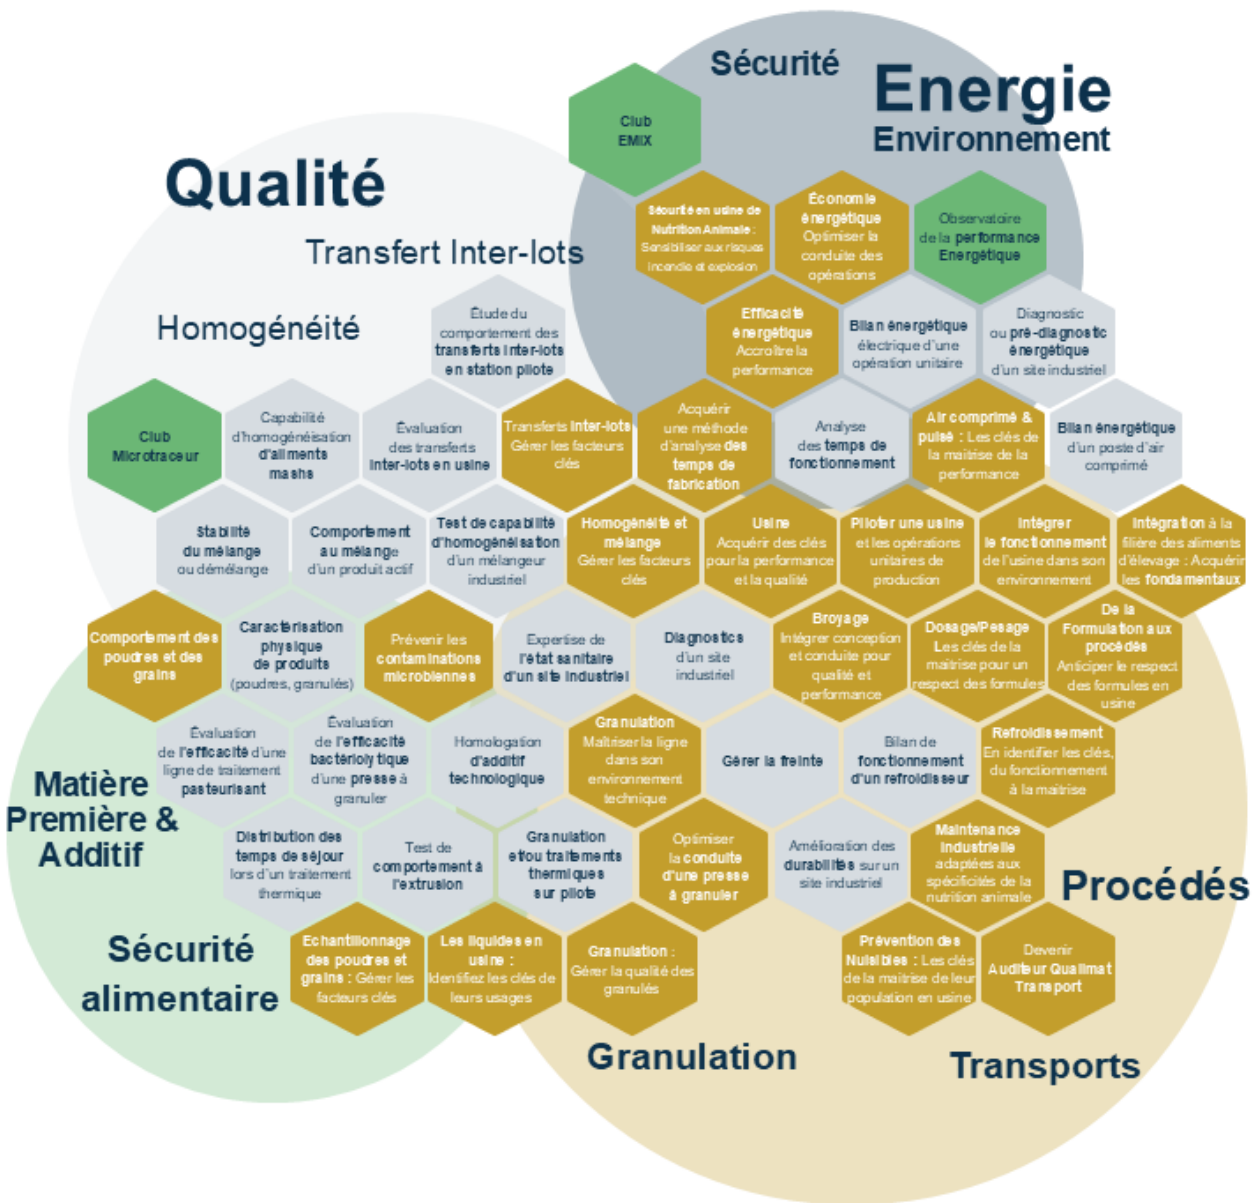 Sécurité
Energie
Environnement
Club
EMIX
Qualité
Transfert Inter-lots
Homogénéité
Sécurité en usine de
Nutrition Animale :
Sensibiliser aux risques
incendie et explosion
Économie
énergétique
Optimiser la
conduite des
opérations
Observatoire
de la performance
Energétique
Étude du
comportement des
transferts inter-lots
en station pilote
Efficacité
énergétique
Accroître la
performance
Bilan énergétique
électrique d'une
opération unitaire
Diagnostic
ou pré-diagnostic
énergétique
d'un site industriel
Club
Microtraceur
Capabilité
d'homogénéisation
d'aliments
mashs
Évaluation
des transferts
inter-lots en usine
Transferts Inter-lots
Gérer les facteurs
clés
Acquérir
une méthode
d'analyse des
temps de
fabrication
Analyse
des temps de
fonctionnement
Air comprimé &
pulsé : Les clés de
la maitrise de la
performance
Bilan énergétique
d'un poste d'air
comprimé
Stabilité
du mélange
ou démélange
Comportement
au mélange
d'un produit actif
Test de capabilité
d'homogénéisation
d'un mélangeur
industriel
Homogénéité et
mélange
Gérer les facteurs
clés
Usine
Acquérir des clés
pour la performance
et la qualité
Piloter une usine
et les opérations
unitaires de
production
Intégrer
le fonctionnement
de l'usine dans son
environnement
Intégration à la
filière des aliments
d'élevage : Acquérir
les fondamentaux
Comportement des
poudres et des
grains
Caractérisation
physique
de produits
(poudres, granulés)
Prévenir les
contaminations
microbiennes
Expertise de
l'état sanitaire
d'un site industriel
Diagnostics
d'un site
industriel
Broyage
Intégrer conception
et conduite pour
qualité et
performance
Dosage/Pesage
Les clés de la
maitrise pour un
respect des formules
De la
Formulation aux
procédés
Anticiper le respect
des formules en
usine
Évaluation
de l'efficacité d'une
ligne de traitement
pasteurisant
Évaluation
de l'efficacité
bactériolytique
d'une presse à
granuler
Homologation
d'additif
technologique
Granulation
Maîtriser la ligne
dans son
environnement
technique
Gérer la freinte
Bilan de
fonctionnement
d'un refroidisseur
Refroidissement
En identifier les clés,
du fonctionnement
à la maitrise
Matière
Première &
Additif
Distribution des
temps de séjour
lors d'un traitement
thermique
Test de
comportement à
l'extrusion
Granulation
et/ou traitements
thermiques
sur pilote
Optimiser
la conduite
d'une presse
à granuler
Amélioration des
durabilités sur un
site industriel
Maintenance
industrielle
adaptées aux
spécificités de la
nutrition animale
Procédés
Sécurité
alimentaire
Echantillonnage
des poudres et
grains : Gérer les
facteurs clés
Les liquides en
usine :
Identifiez les clés de
leurs usages
Granulation :
Gérer la qualité des
granulés
Prévention des
Nuisibles : Les clés
de la maitrise de leur
population en usine
Devenir
Auditeur Qualimat
Transport
Granulation
Transports